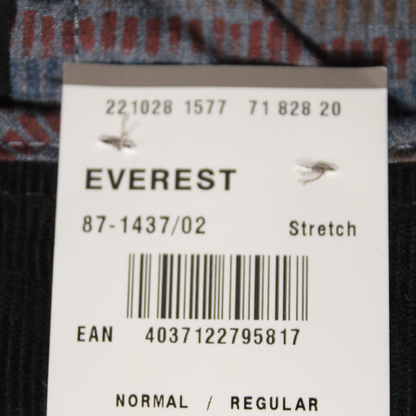 221028 1577 71 828 20
EVEREST
87-1437/02 Stretch
EAN 4037122795817
NORMAL / REGULAR